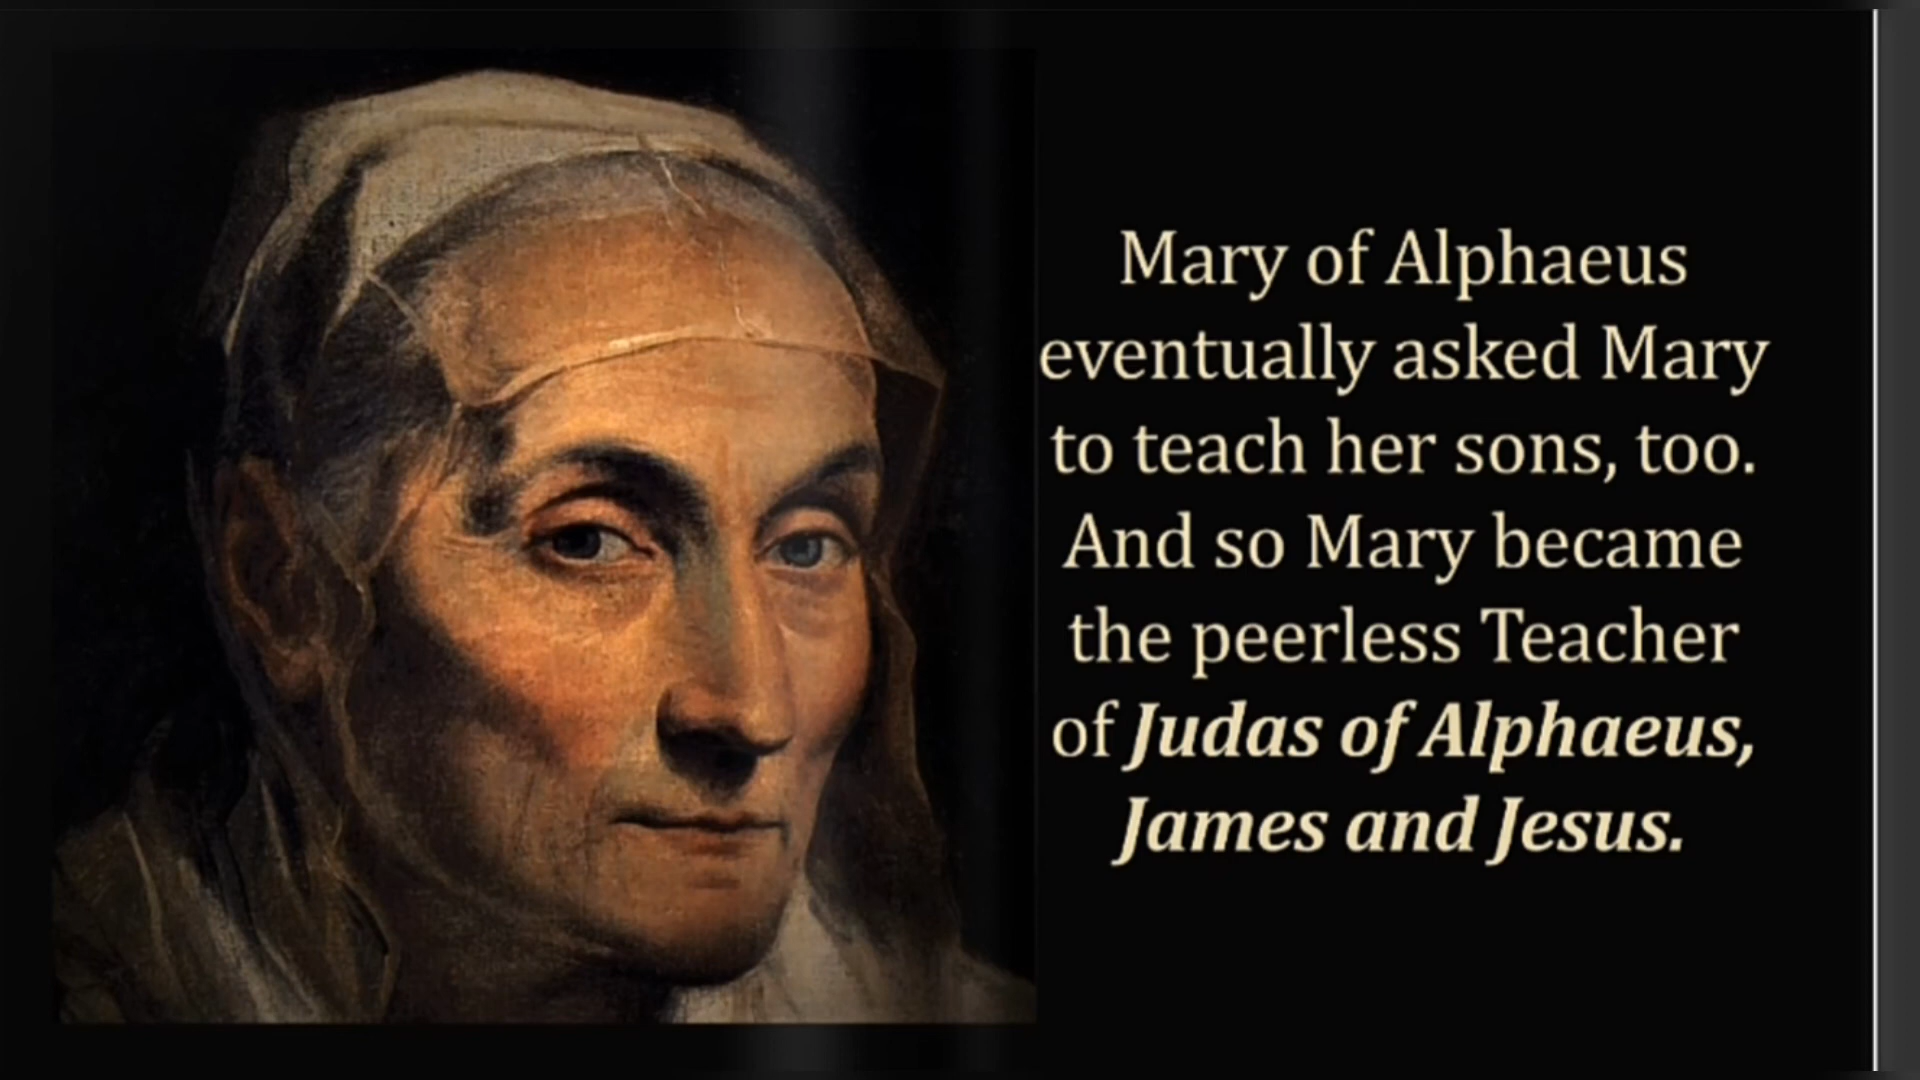 Mary of Alphaeus
eventually asked Mary
to teach her sons, too.
And so Mary became
the peerless Teacher
of Judas of Alphaeus,
James and Jesus.